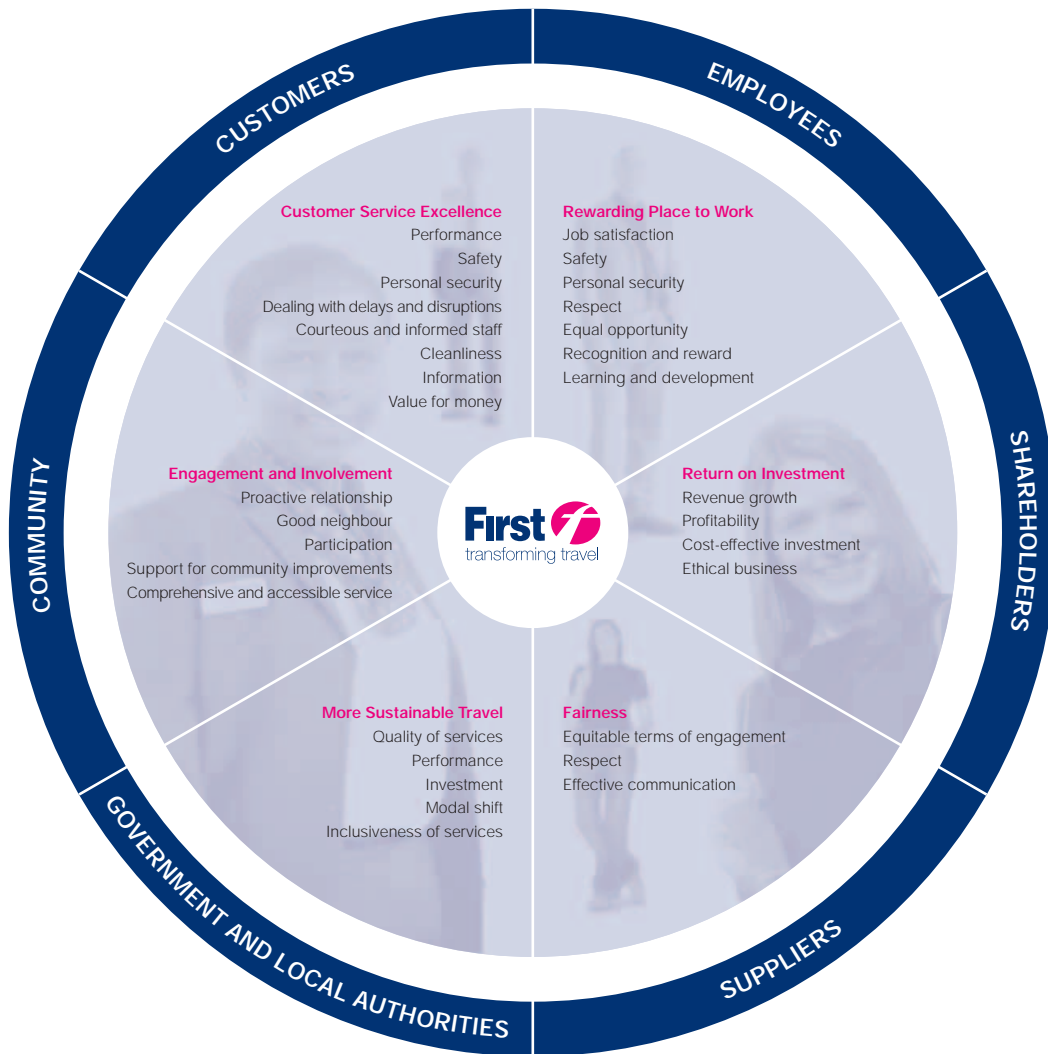 CUSTOMERS
Customer Service Excellence
Performance
Safety
Personal security
Dealing with delays and disruptions
Courteous and informed staff
Cleanliness
Information
Value for money
EMPLOYEES
Rewarding Place to Work
Job satisfaction
Safety
Personal security
Respect
Equal opportunity
Recognition and reward
Learning and development
COMMUNITY
Engagement and Involvement
Proactive relationship
Good neighbour
Participation
Support for community improvements
Comprehensive and accessible service
First f
transforming travel
SHAREHOLDERS
Return on Investment
Revenue growth
Profitability
Cost-effective investment
Ethical business
GOVERNMENT AND LOCAL AUTHORITIES
More Sustainable Travel
Quality of services
Performance
Investment
Modal shift
Inclusiveness of services
SUPPLIERS
Fairness
Equitable terms of engagement
Respect
Effective communication